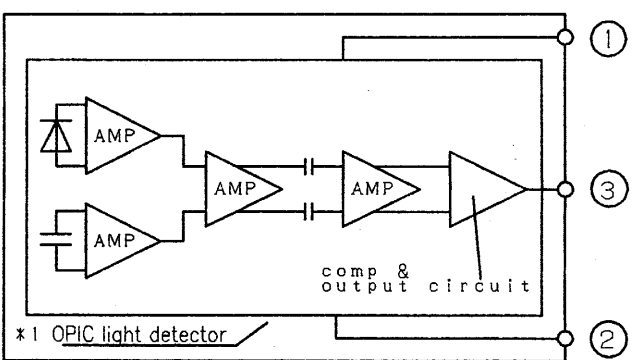 ①
AMP
AMP
AMP
③
AMP
comp &
output circuit
*1 OPIC light detector
②